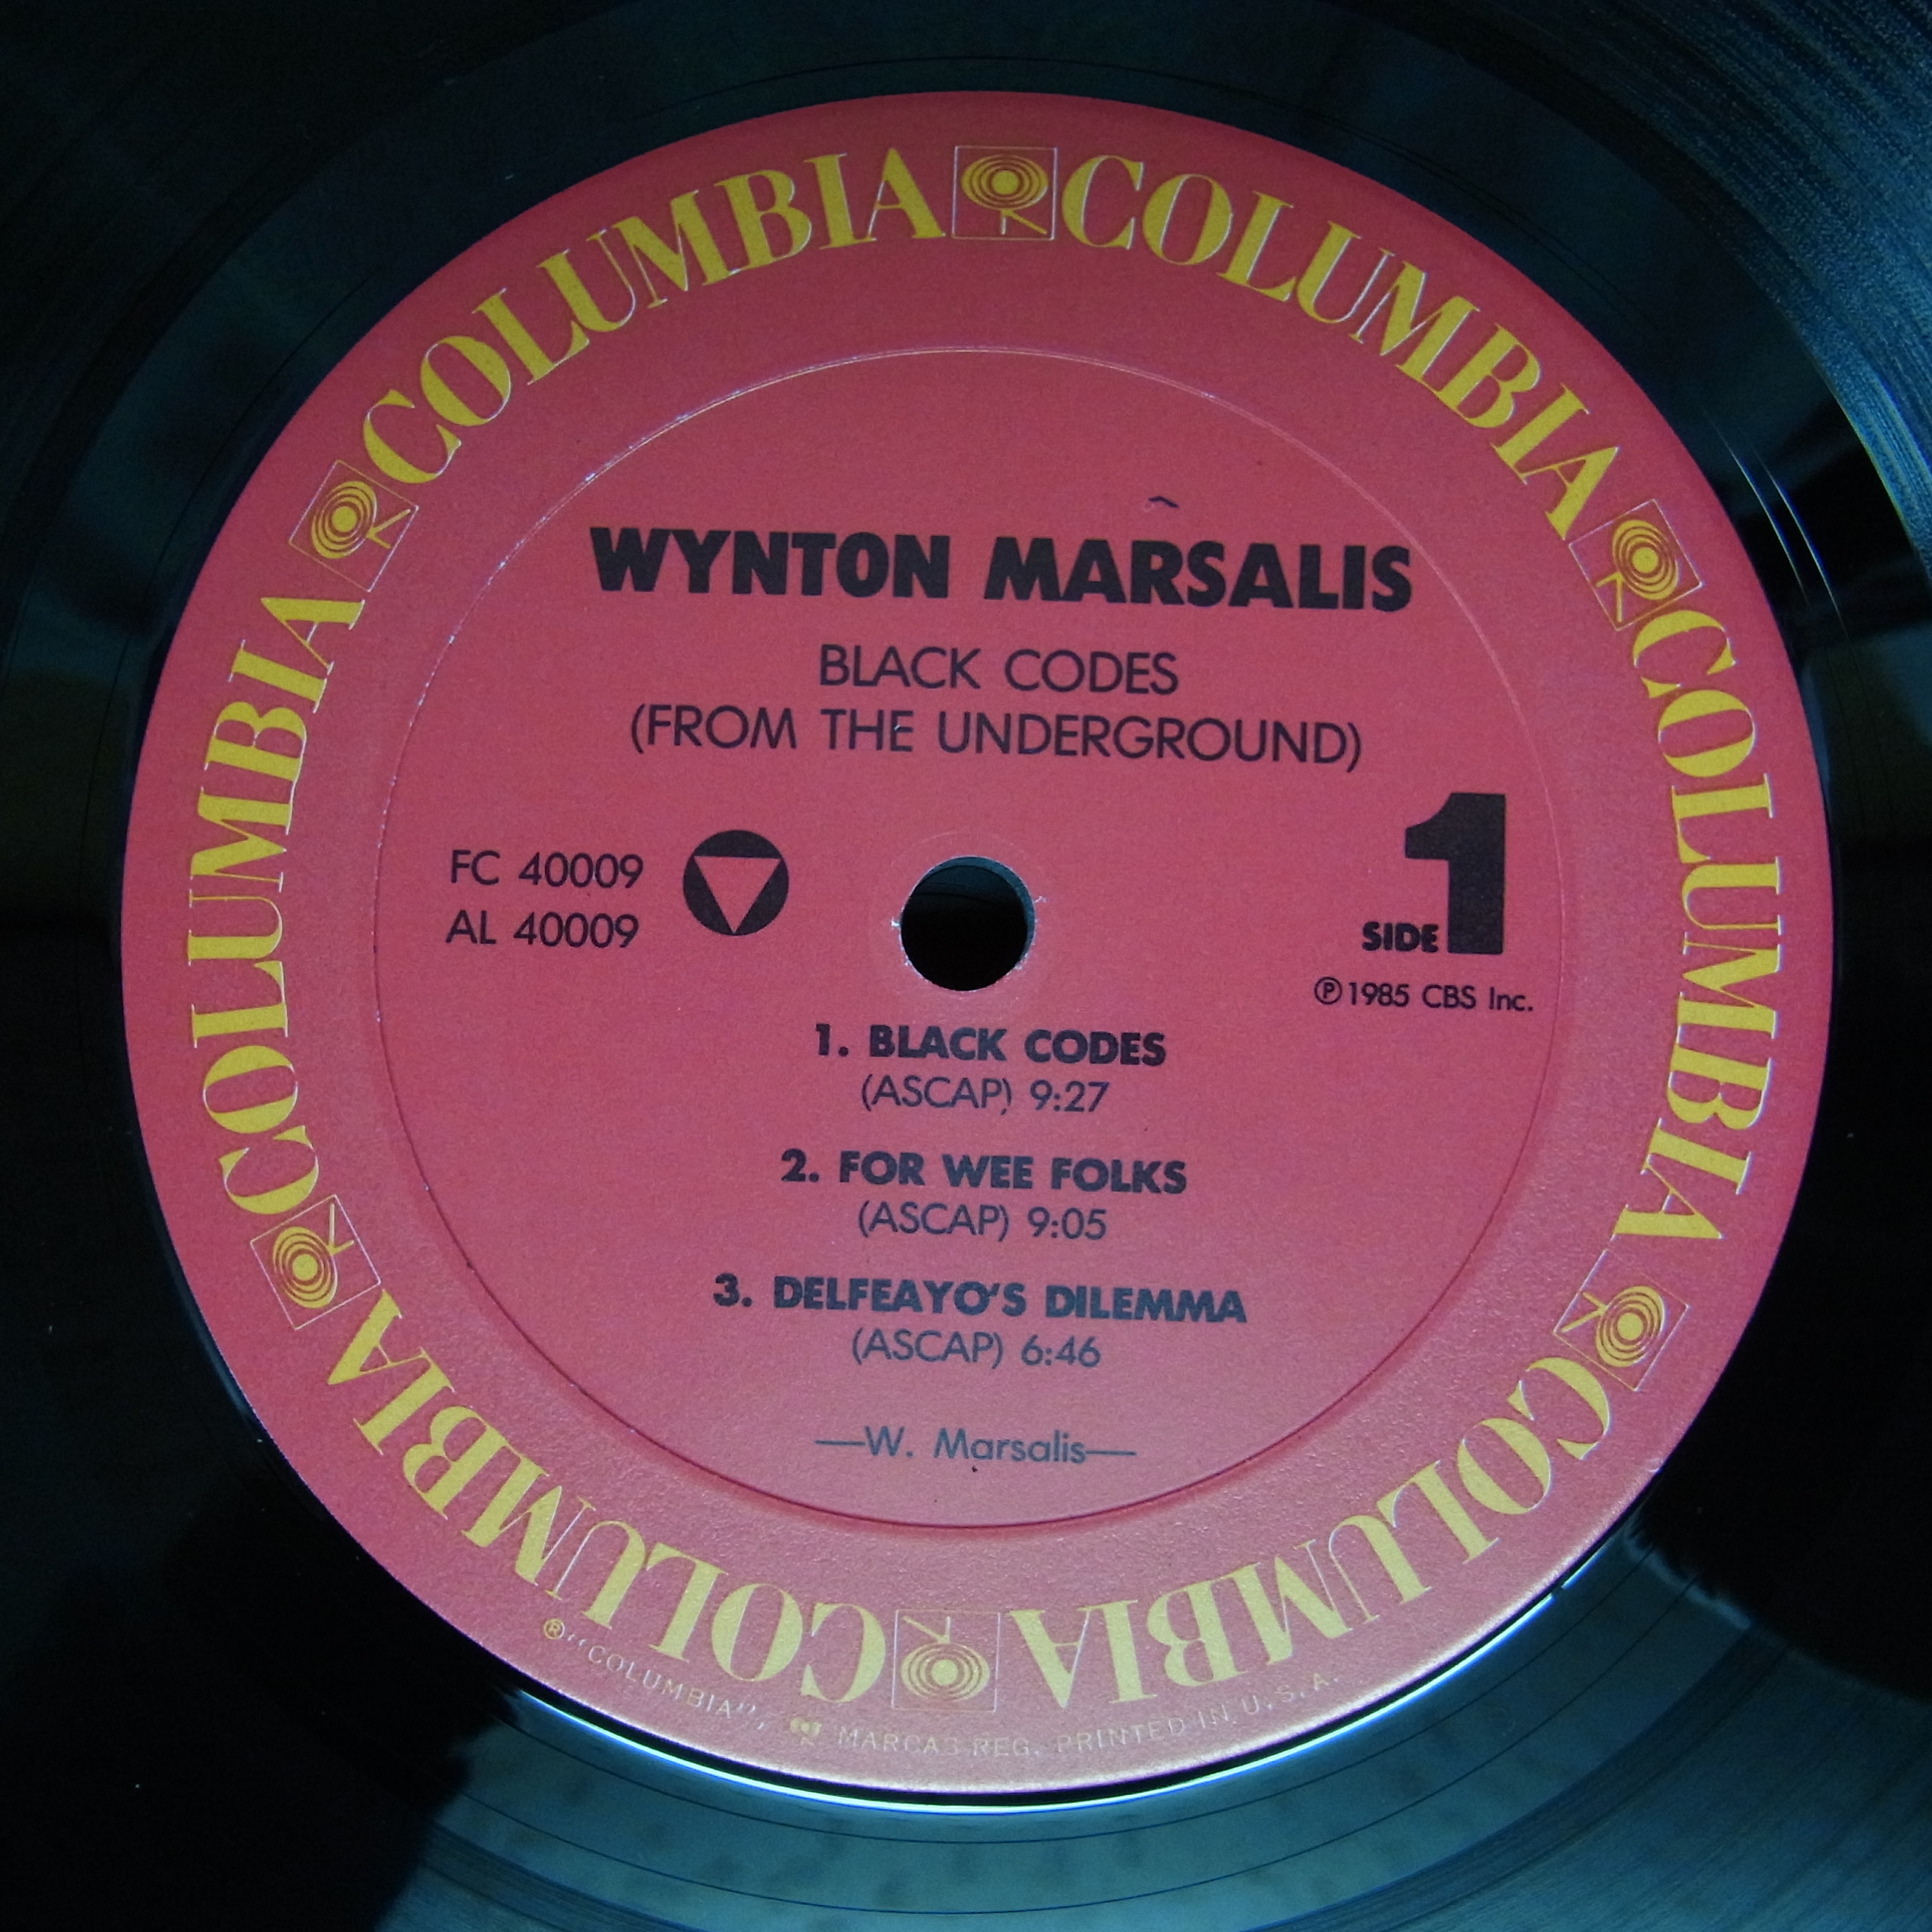 COLUMBIA COLUMBIA COLUMBIA COLUMBIA COLUMBIA COLUMBIA
WYNTON MARSALIS
BLACK CODES
(FROM THE UNDERGROUND)
FC 40009
AL 40009
SIDE 1
℗1985 CBS Inc.
1. BLACK CODES
(ASCAP) 9:27
2. FOR WEE FOLKS
(ASCAP) 9:05
3. DELFEAYO'S DILEMMA
(ASCAP) 6:46
—W. Marsalis—
® "COLUMBIA", MARCAS REG. PRINTED IN U.S.A.